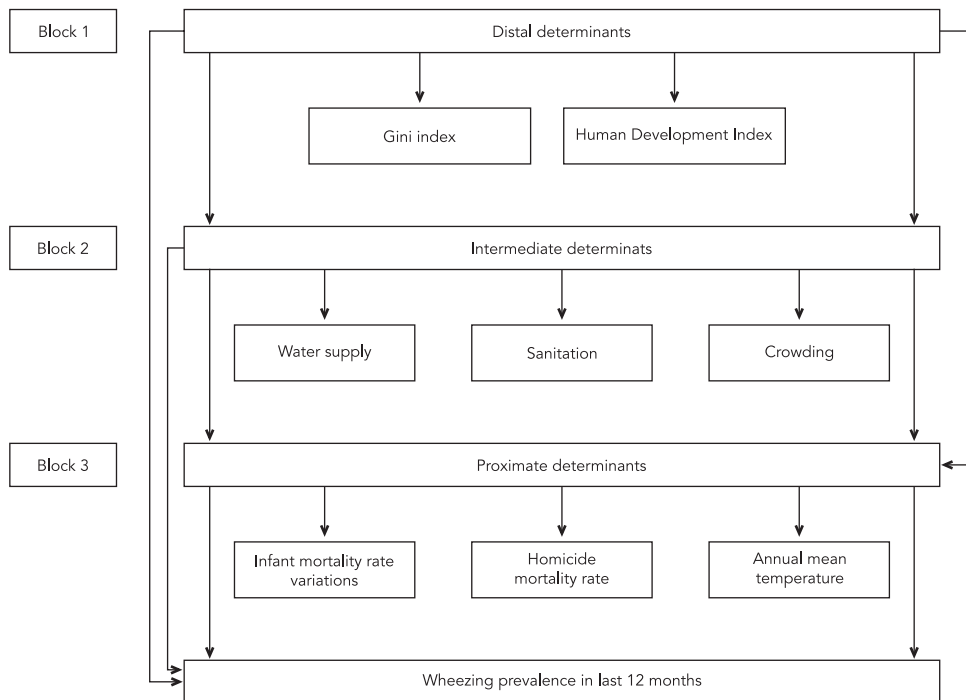 Block 1
Distal determinants
Gini index
Human Development Index
Block 2
Intermediate determinats
Water supply
Sanitation
Crowding
Block 3
Proximate determinants
Infant mortality rate
variations
Homicide
mortality rate
Annual mean
temperature
Wheezing prevalence in last 12 months